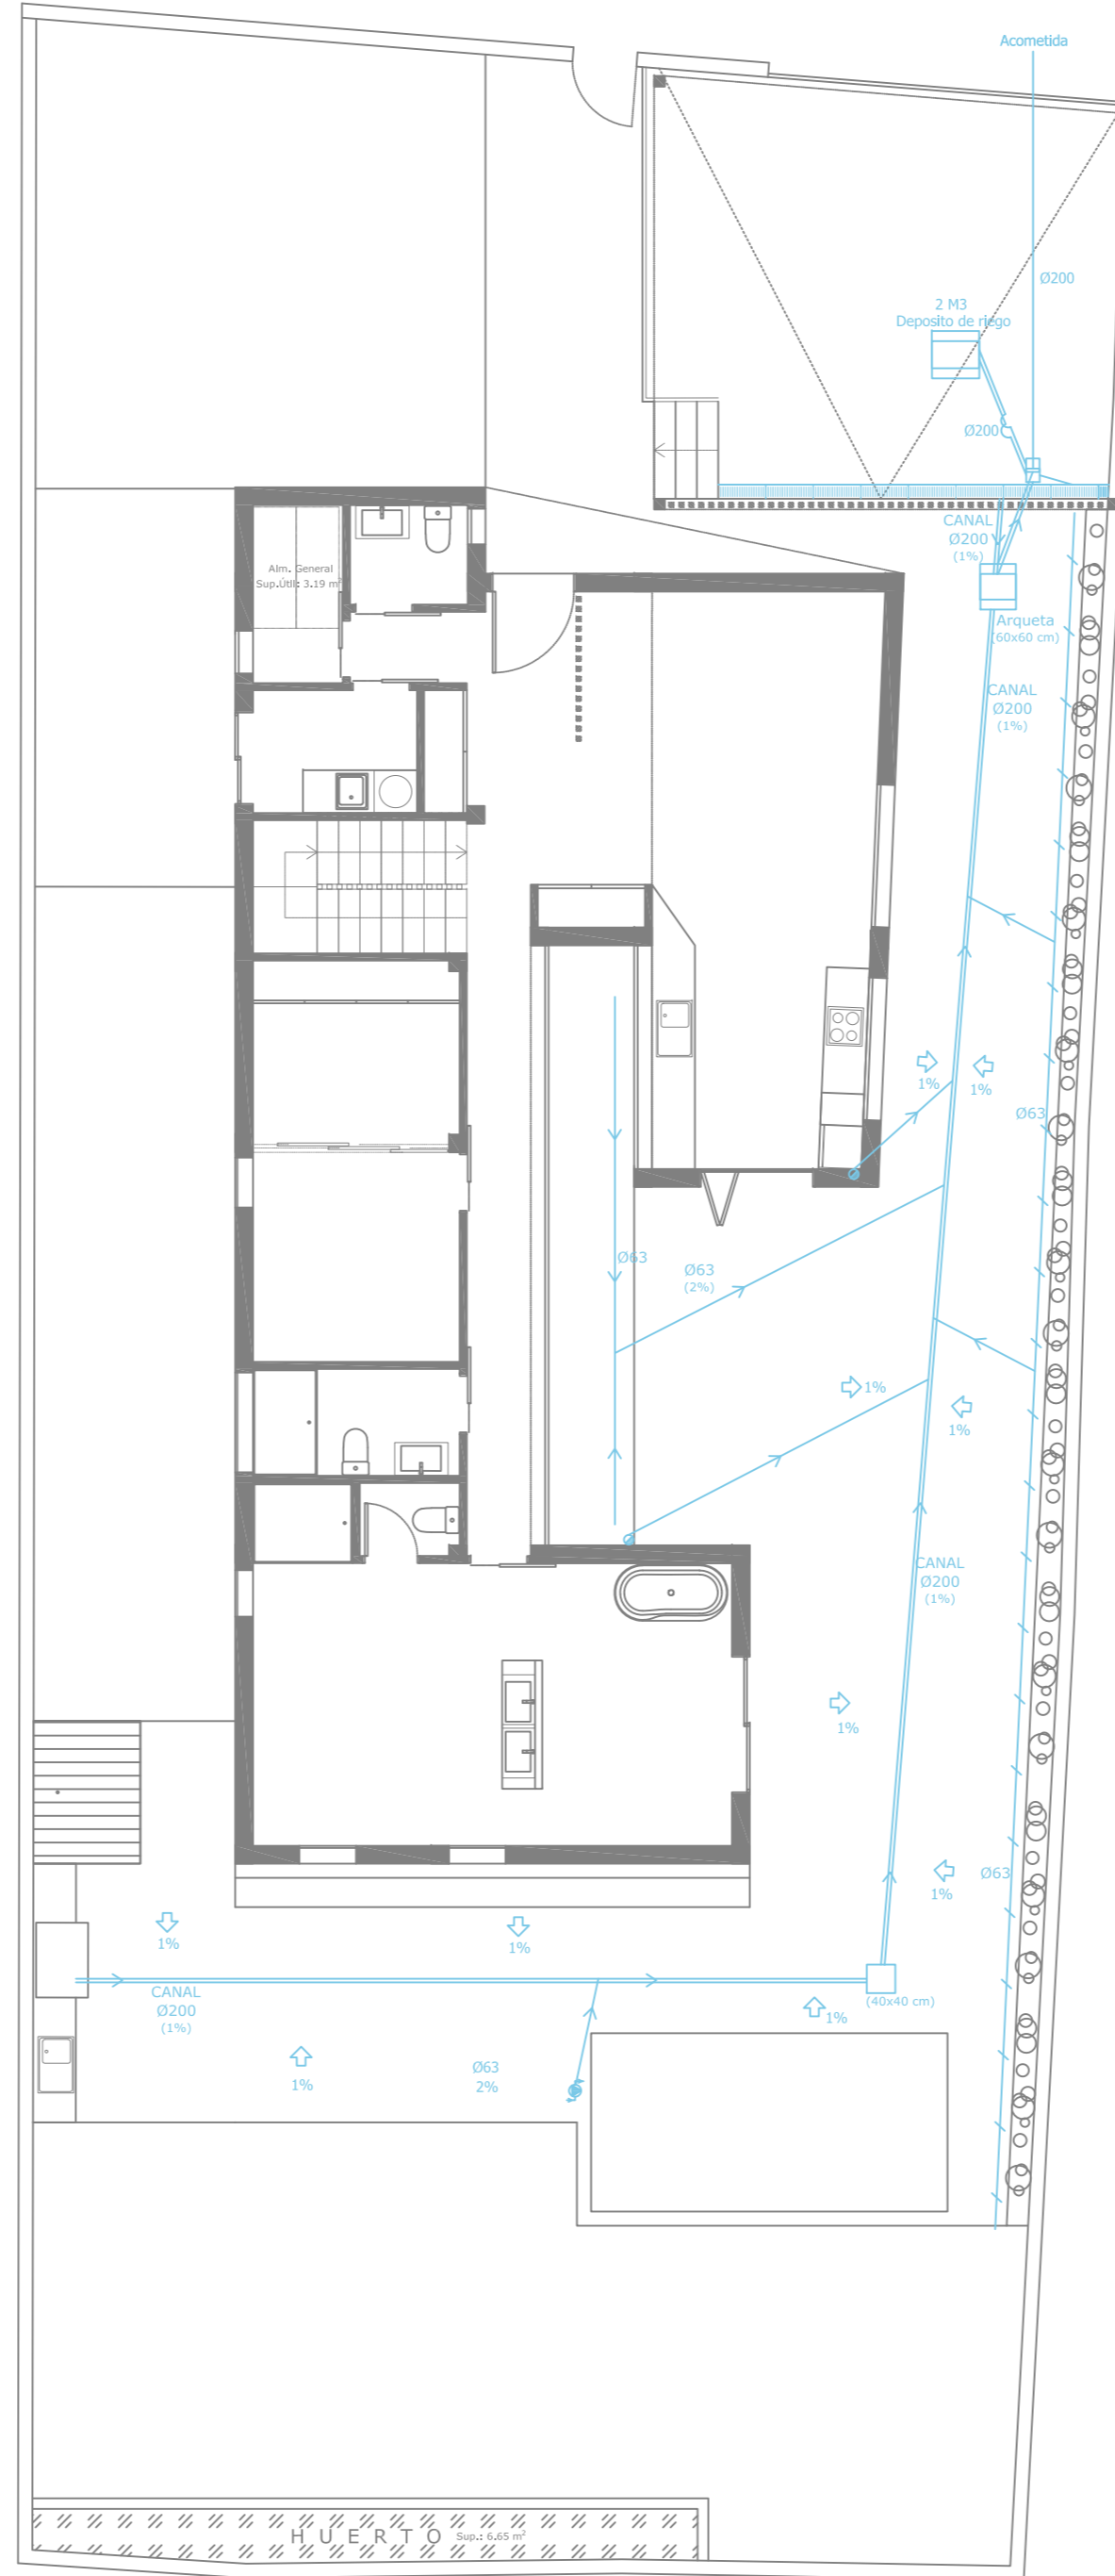 Acometida
Ø200
2 M3
Deposito de riego
Ø200
CANAL
Ø200
(1%)
Alm. General
Sup.Útil: 3.19 m²
Arqueta
(60x60 cm)
CANAL
Ø200
(1%)
1%
1%
Ø63
Ø63
Ø63
(2%)
1%
1%
CANAL
Ø200
(1%)
1%
Ø63
1%
1%
1%
CANAL
Ø200
(1%)
(40x40 cm)
1%
Ø63
2%
1%
HUERTO Sup.: 6.65 m²